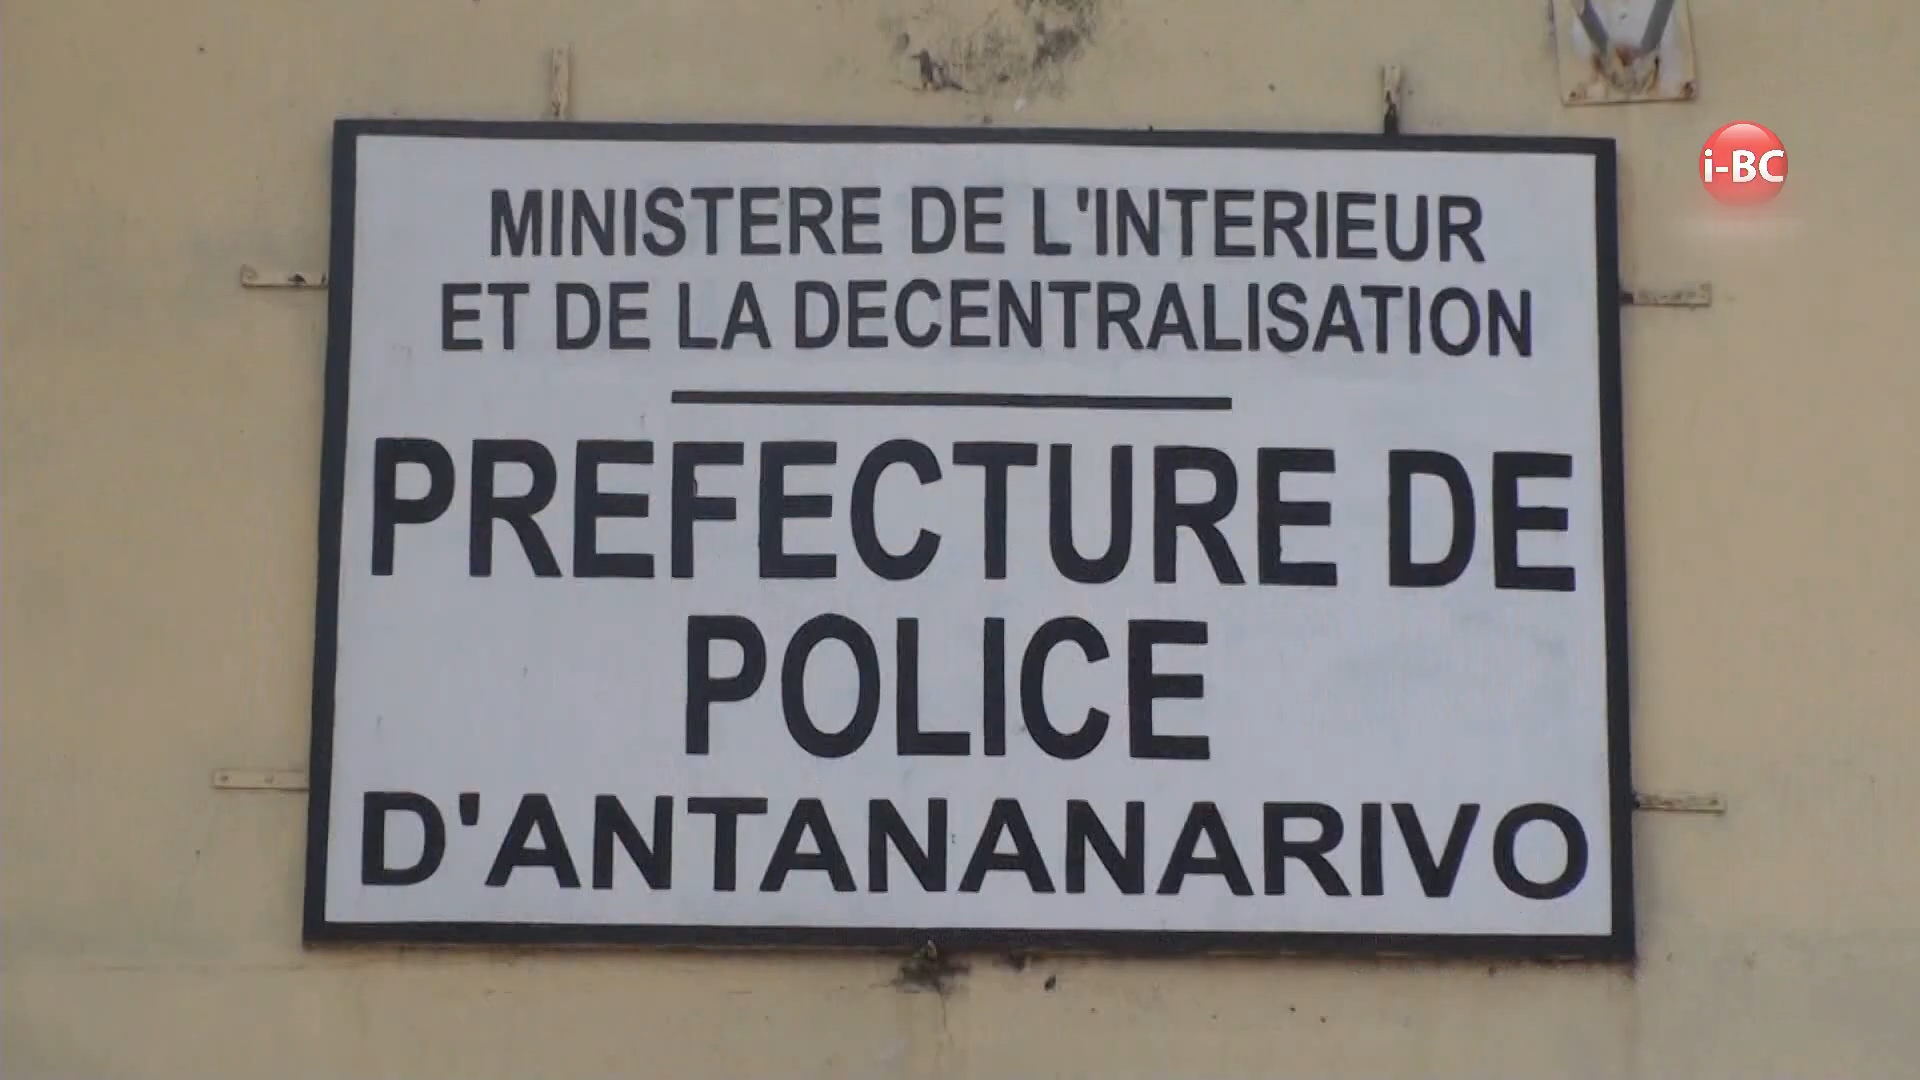 i-BC
MINISTERE DE L'INTERIEUR
ET DE LA DECENTRALISATION
PREFECTURE DE
POLICE
D'ANTANANARIVO